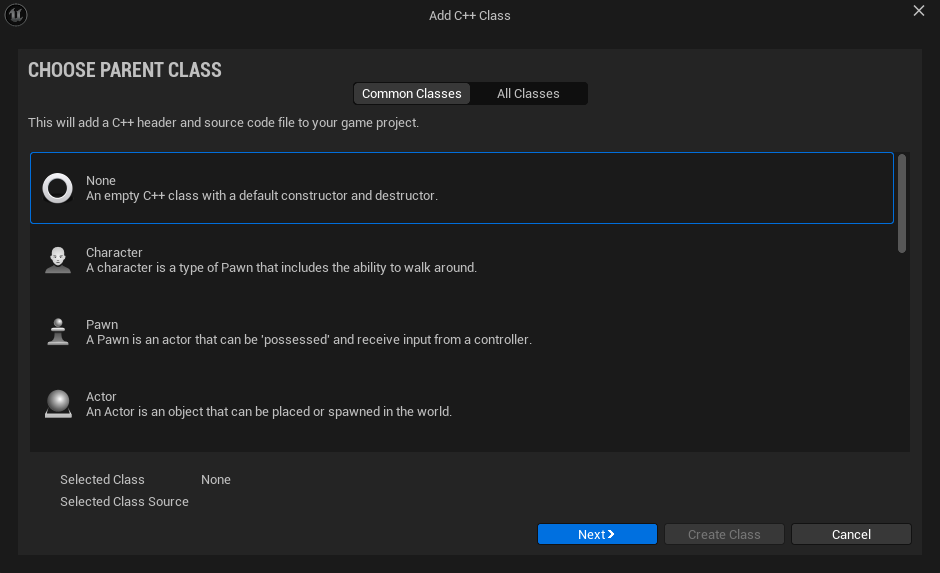 Add C++ Class
CHOOSE PARENT CLASS
Common Classes
All Classes
This will add a C++ header and source code file to your game project.
None
An empty C++ class with a default constructor and destructor.
Character
A character is a type of Pawn that includes the ability to walk around.
Pawn
A Pawn is an actor that can be 'possessed' and receive input from a controller.
Actor
An Actor is an object that can be placed or spawned in the world.
Selected Class None
Selected Class Source
Next
Create Class
Cancel